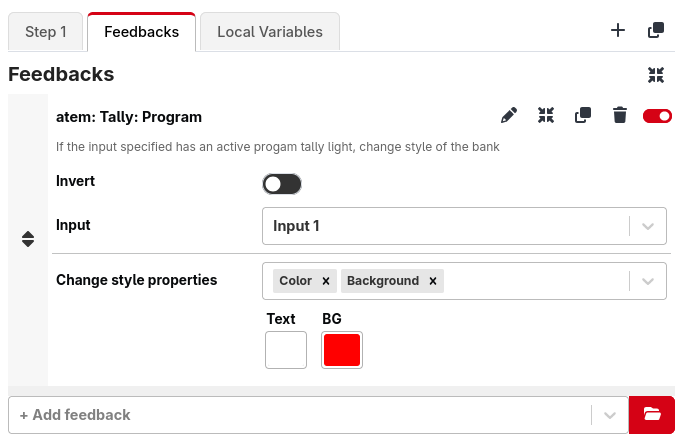 Step 1
Feedbacks
Local Variables
Feedbacks
atem: Tally: Program
If the input specified has an active progam tally light, change style of the bank
Invert
Input
Input 1
Change style properties
Color ×
Background ×
Text
BG
+ Add feedback